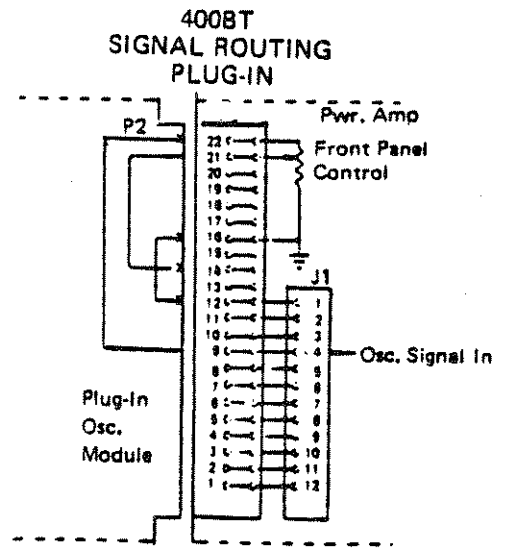 400BT
SIGNAL ROUTING
PLUG-IN
P2
Pwr. Amp
22
Front Panel
21
Control
20
19
18
17
16
15
14
J1
13
12 1
11 2
10 3
9 4 Osc. Signal In
8 5
7 6
Plug-In
6 7
Osc.
5 8
Module
4 9
3 10
2 11
1 12